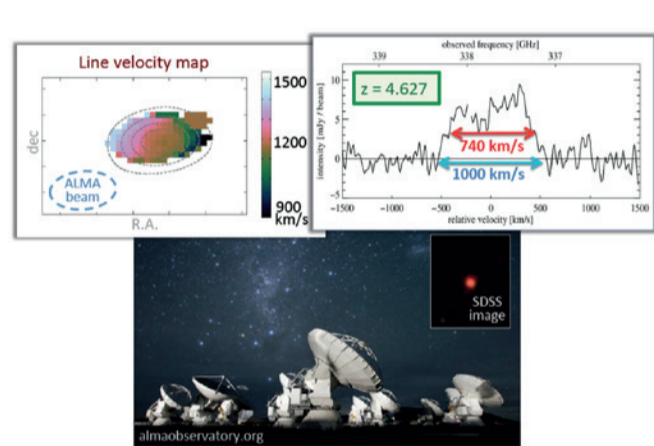 Line velocity map
dec
ALMA
beam
R.A.
1500
1200
900
km/s
observed frequency [GHz]
339
338
337
z = 4.627
intensity [mJy / beam]
10
5
0
-5
740 km/s
1000 km/s
-1500
-1000
-500
0
500
1000
1500
relative velocity [km/s]
SDSS
image
almaobservatory.org